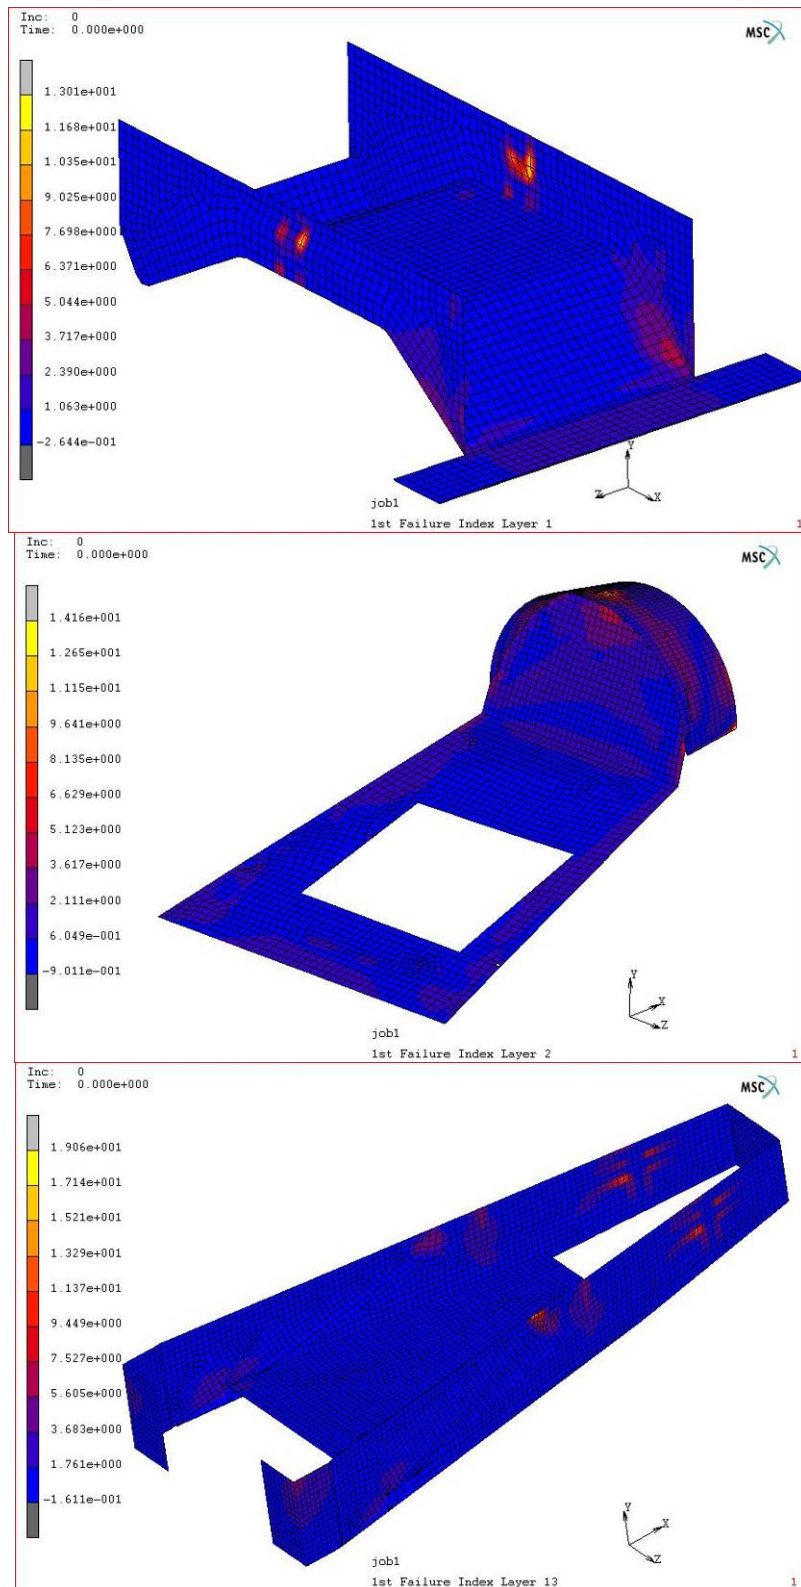 Inc: 0
Time: 0.000e+000
MSC
1.301e+001
1.168e+001
1.035e+001
9.025e+000
7.698e+000
6.371e+000
5.044e+000
3.717e+000
2.390e+000
1.063e+000
-2.644e-001
Y
Z X
job1
1st Failure Index Layer 1
1
Inc: 0
Time: 0.000e+000
MSC
1.416e+001
1.265e+001
1.115e+001
9.641e+000
8.135e+000
6.629e+000
5.123e+000
3.617e+000
2.111e+000
6.049e-001
-9.011e-001
Y
X
Z
job1
1st Failure Index Layer 2
1
Inc: 0
Time: 0.000e+000
MSC
1.906e+001
1.714e+001
1.521e+001
1.329e+001
1.137e+001
9.449e+000
7.527e+000
5.605e+000
3.683e+000
1.761e+000
-1.611e-001
Y
X
Z
job1
1st Failure Index Layer 13
1